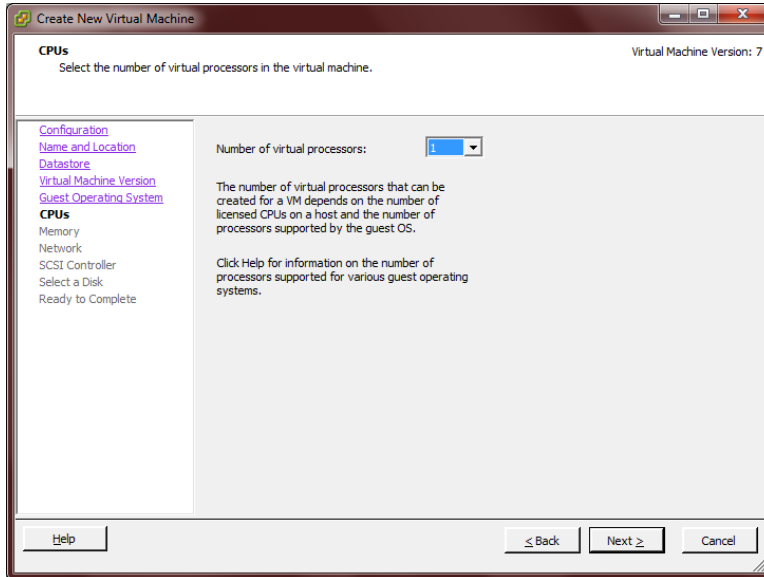 Create New Virtual Machine
CPUs
Select the number of virtual processors in the virtual machine.
Virtual Machine Version: 7
Configuration
Name and Location
Datastore
Virtual Machine Version
Guest Operating System
CPUs
Memory
Network
SCSI Controller
Select a Disk
Ready to Complete
Number of virtual processors:
1
The number of virtual processors that can be
created for a VM depends on the number of
licensed CPUs on a host and the number of
processors supported by the guest OS.
Click Help for information on the number of
processors supported for various guest operating
systems.
Help
< Back
Next >
Cancel